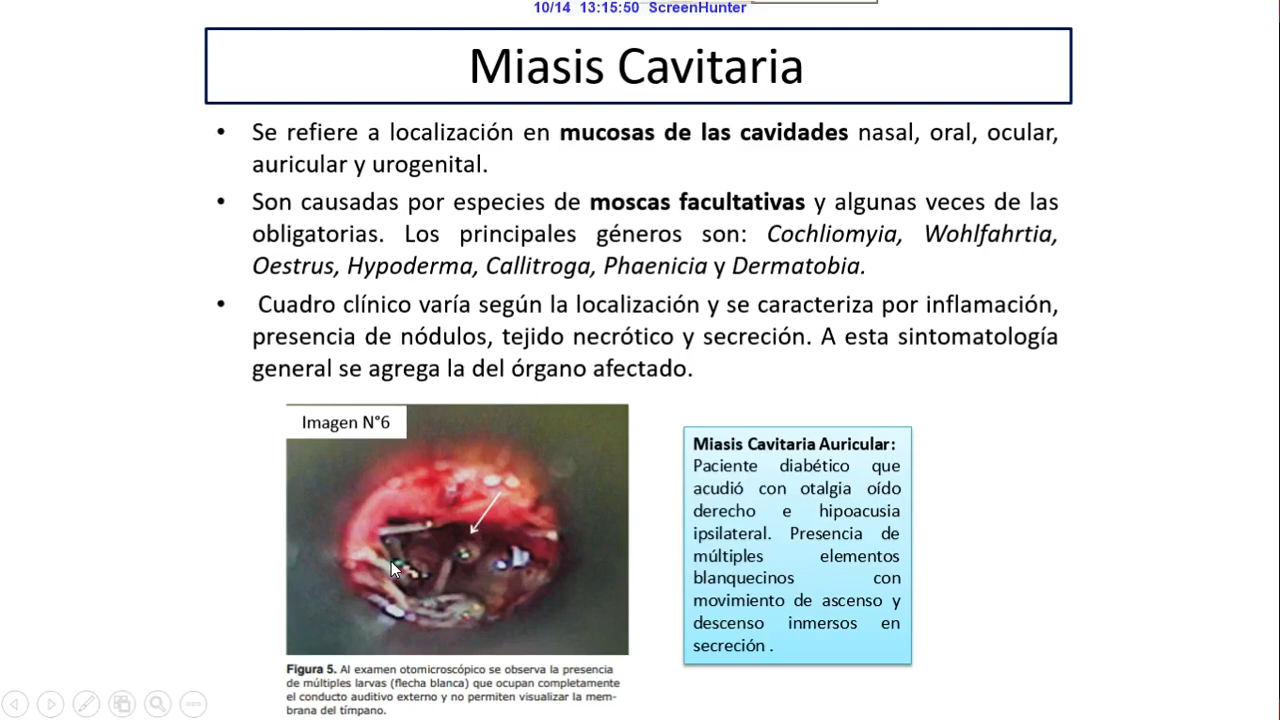 10/14 13:15:50 ScreenHunter
Miasis Cavitaria
• Se refiere a localización en mucosas de las cavidades nasal, oral, ocular,
auricular y urogenital.
• Son causadas por especies de moscas facultativas y algunas veces de las
obligatorias. Los principales géneros son: Cochliomyia, Wohlfahrtia,
Oestrus, Hypoderma, Callitroga, Phaenicia y Dermatobia.
• Cuadro clínico varía según la localización y se caracteriza por inflamación,
presencia de nódulos, tejido necrótico y secreción. A esta sintomatología
general se agrega la del órgano afectado.
Imagen N°6
Figura 5. Al examen otomicroscópico se observa la presencia
de múltiples larvas (flecha blanca) que ocupan completamente
el conducto auditivo externo y no permiten visualizar la mem-
brana del tímpano.
Miasis Cavitaria Auricular:
Paciente diabético que
acudió con otalgia oído
derecho e hipoacusia
ipsilateral. Presencia de
múltiples elementos
blanquecinos con
movimiento de ascenso y
descenso inmersos en
secreción .